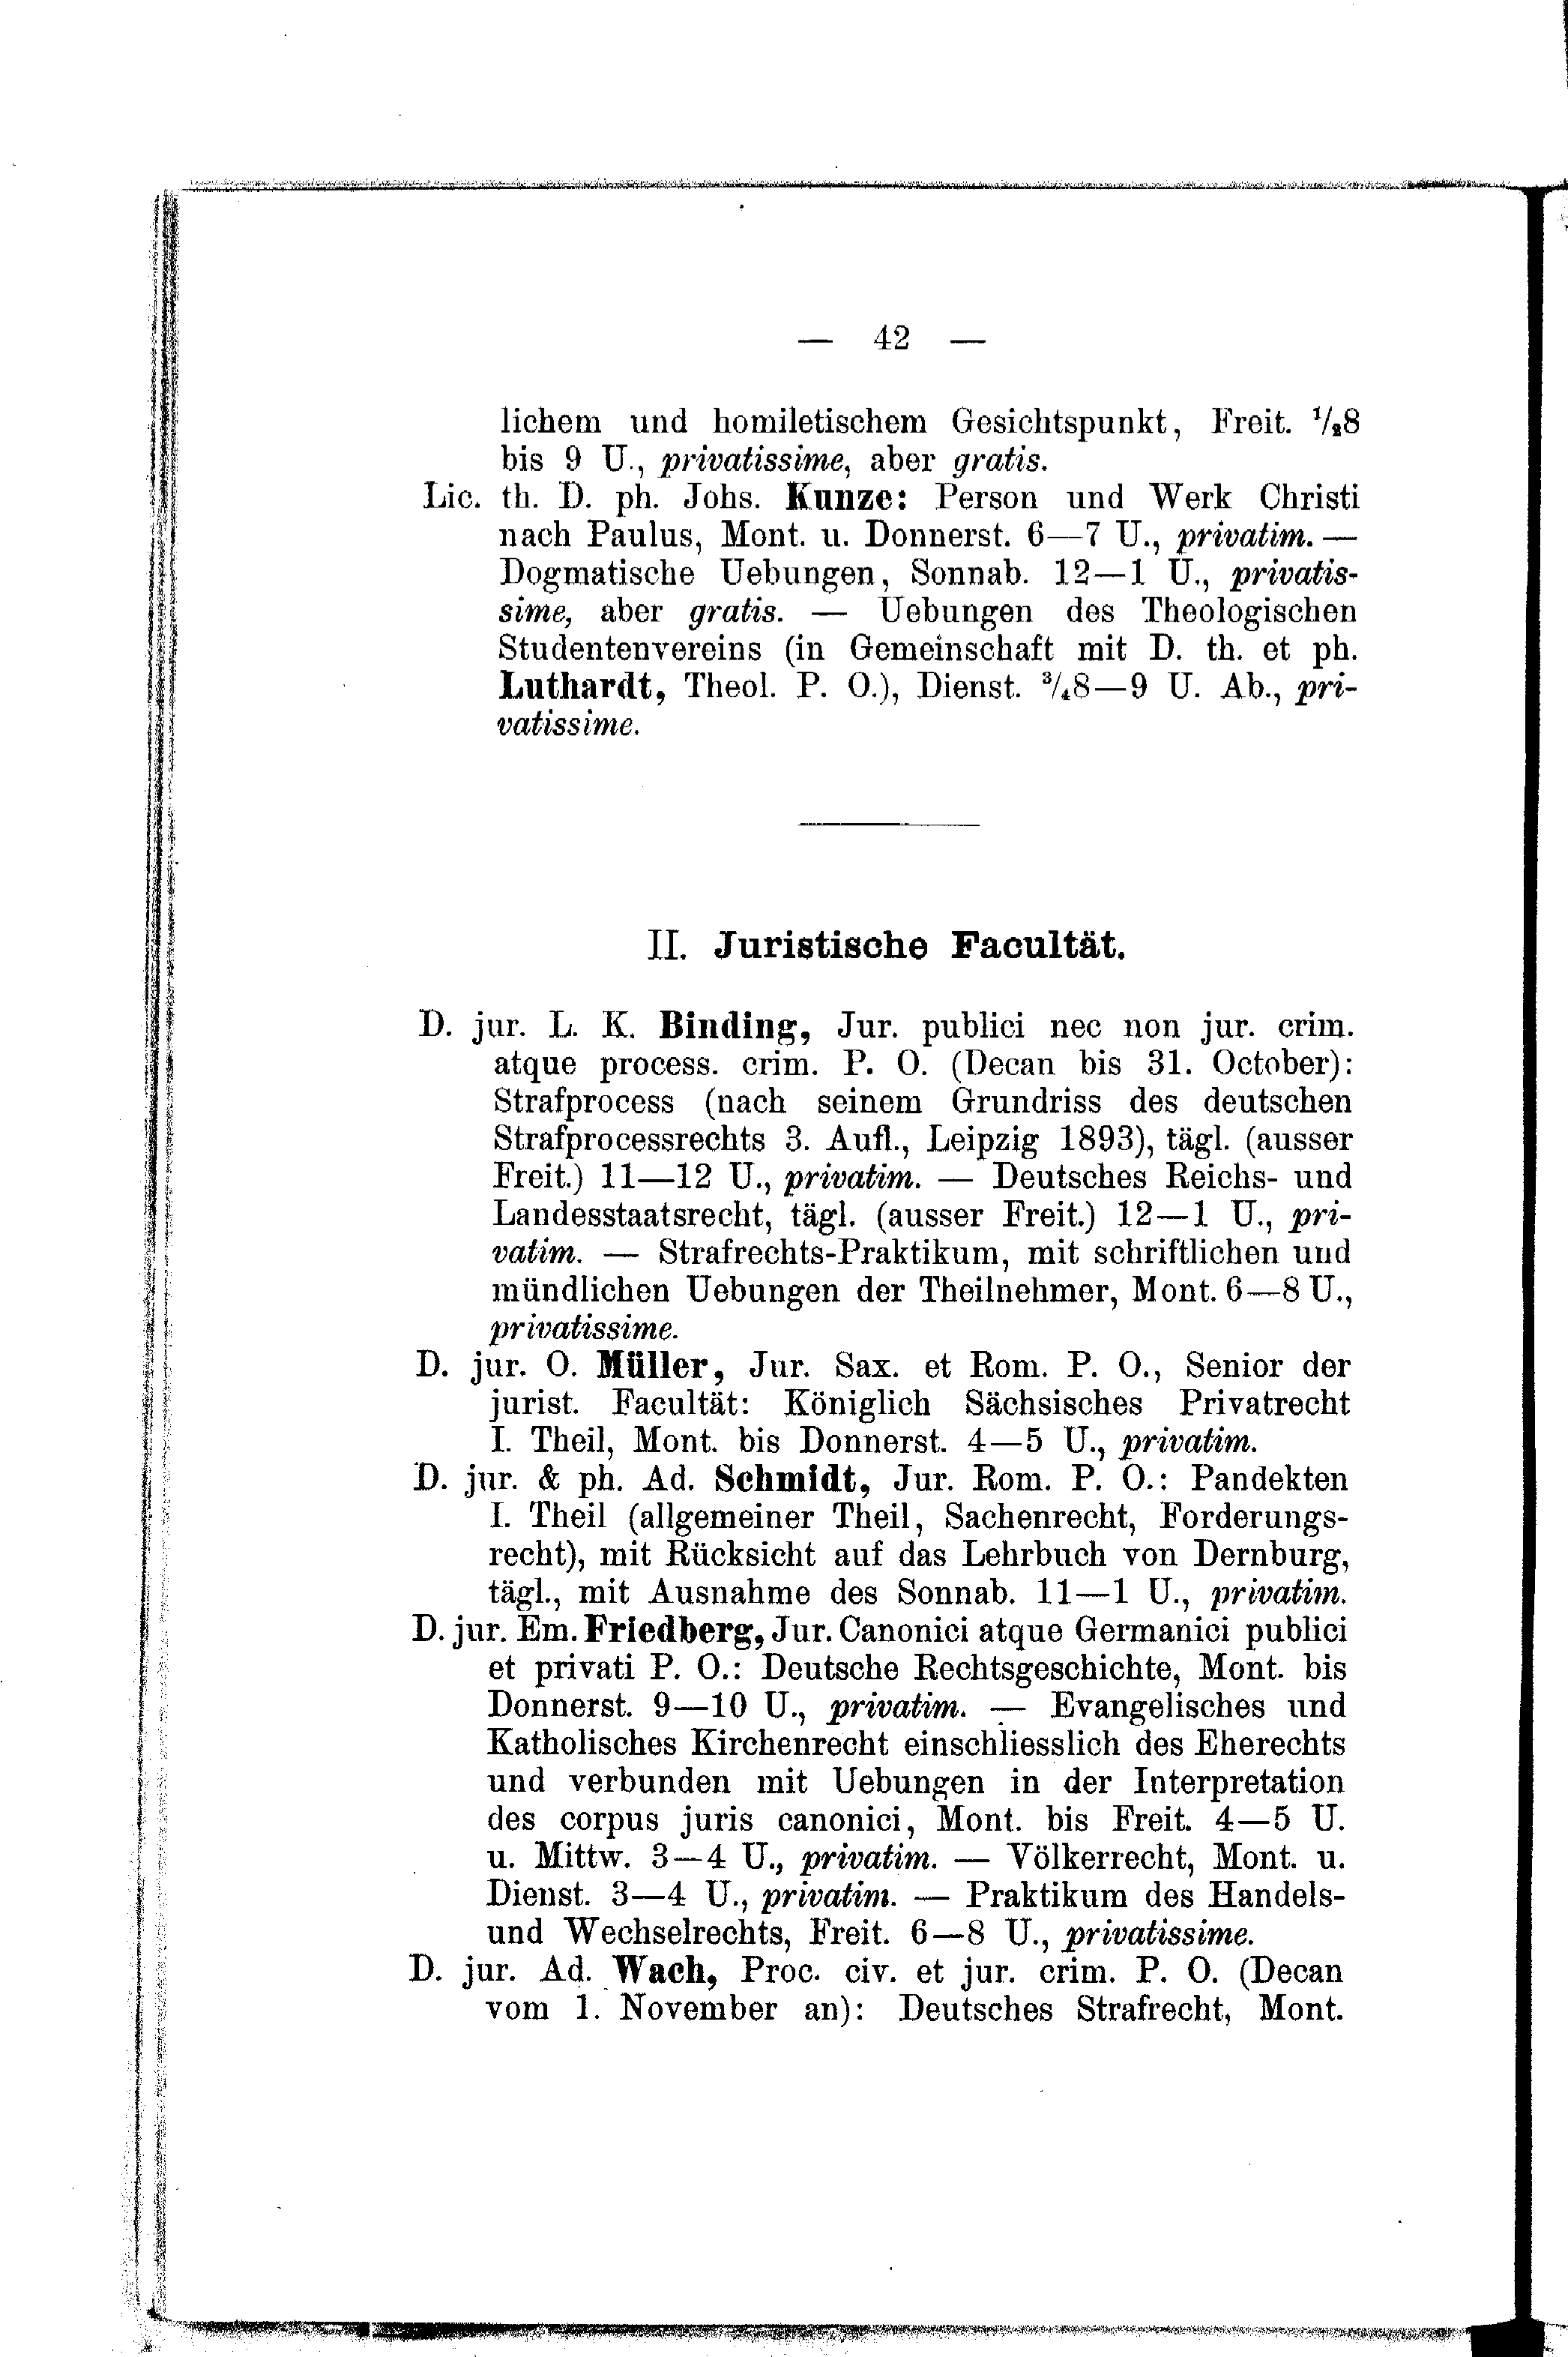 — 42 —
lichem und homiletischem Gesichtspunkt, Freit. ½8
bis 9 U., privatissime, aber gratis.
Lic. th. D. ph. Johs. Kunze: Person und Werk Christi
nach Paulus, Mont. u. Donnerst. 6—7 U., privatim. —
Dogmatische Uebungen, Sonnab. 12—1 U., privatis-
sime, aber gratis. — Uebungen des Theologischen
Studentenvereins (in Gemeinschaft mit D. th. et ph.
Luthardt, Theol. P. O.), Dienst. ¾8—9 U. Ab., pri-
vatissime.
II. Juristische Facultät.
D. jur. L. K. Binding, Jur. publici nec non jur. crim.
atque process. crim. P. O. (Decan bis 31. October):
Strafprocess (nach seinem Grundriss des deutschen
Strafprocessrechts 3. Aufl., Leipzig 1893), tägl. (ausser
Freit.) 11—12 U., privatim. — Deutsches Reichs- und
Landesstaatsrecht, tägl. (ausser Freit.) 12—1 U., pri-
vatim. — Strafrechts-Praktikum, mit schriftlichen und
mündlichen Uebungen der Theilnehmer, Mont. 6—8 U.,
privatissime.
D. jur. O. Müller, Jur. Sax. et Rom. P. O., Senior der
jurist. Facultät: Königlich Sächsisches Privatrecht
I. Theil, Mont. bis Donnerst. 4—5 U., privatim.
D. jur. & ph. Ad. Schmidt, Jur. Rom. P. O.: Pandekten
I. Theil (allgemeiner Theil, Sachenrecht, Forderungs-
recht), mit Rücksicht auf das Lehrbuch von Dernburg,
tägl., mit Ausnahme des Sonnab. 11—1 U., privatim.
D. jur. Em. Friedberg, Jur. Canonici atque Germanici publici
et privati P. O.: Deutsche Rechtsgeschichte, Mont. bis
Donnerst. 9—10 U., privatim. — Evangelisches und
Katholisches Kirchenrecht einschliesslich des Eherechts
und verbunden mit Uebungen in der Interpretation
des corpus juris canonici, Mont. bis Freit. 4—5 U.
u. Mittw. 3—4 U., privatim. — Völkerrecht, Mont. u.
Dienst. 3—4 U., privatim. — Praktikum des Handels-
und Wechselrechts, Freit. 6—8 U., privatissime.
D. jur. Ad. Wach, Proc. civ. et jur. crim. P. O. (Decan
vom 1. November an): Deutsches Strafrecht, Mont.